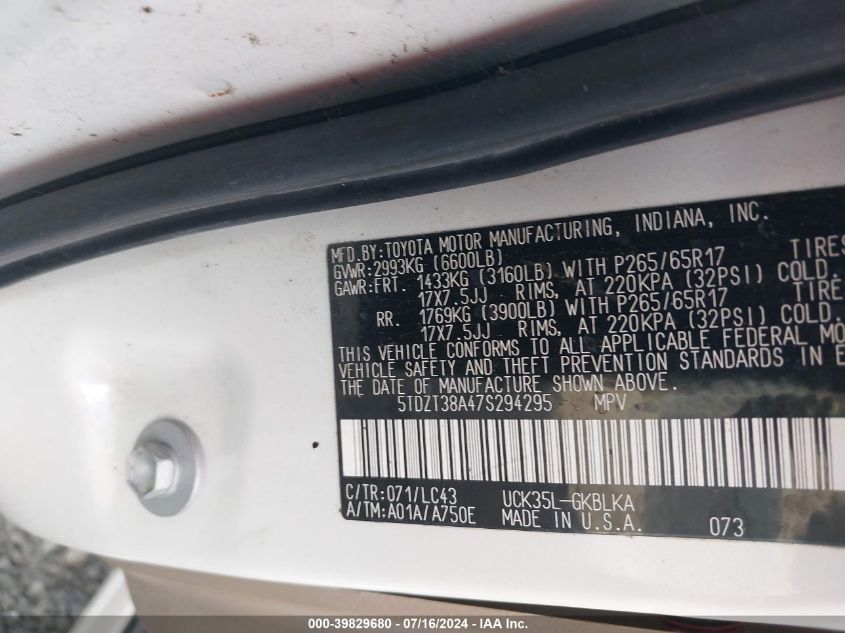 MFD.BY:TOYOTA MOTOR MANUFACTURING, INDIANA, INC.
GVWR:2993KG (6600LB)
GAWR:FRT. 1433KG (3160LB) WITH P265/65R17 TIRES
17X7.5JJ RIMS, AT 220KPA (32PSI) COLD.
RR. 1769KG (3900LB) WITH P265/65R17 TIRE
17X7.5JJ RIMS, AT 220KPA (32PSI) COLD.
THIS VEHICLE CONFORMS TO ALL APPLICABLE FEDERAL MO
VEHICLE SAFETY AND THEFT PREVENTION STANDARDS IN E
THE DATE OF MANUFACTURE SHOWN ABOVE.
5TDZT38A47S294295 MPV
C/TR:071/LC43 UCK35L-GKBLKA
A/TM:A01A/A750E MADE IN U.S.A. 073
000-39829680 - 07/16/2024 - IAA Inc.